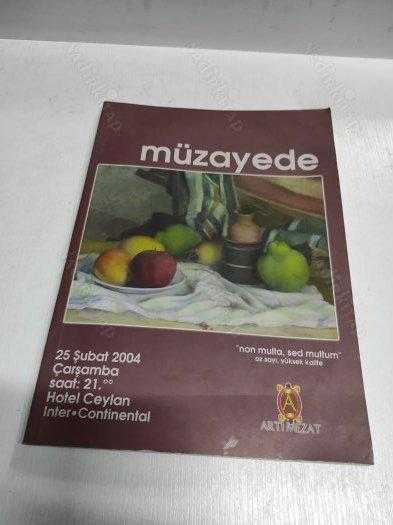 müzayede
"non multa, sed multum"
az sayı, yüksek kalite
25 Şubat 2004
Çarşamba
saat: 21.ºº
Hotel Ceylan
Inter•Continental
A
ARTI MEZAT